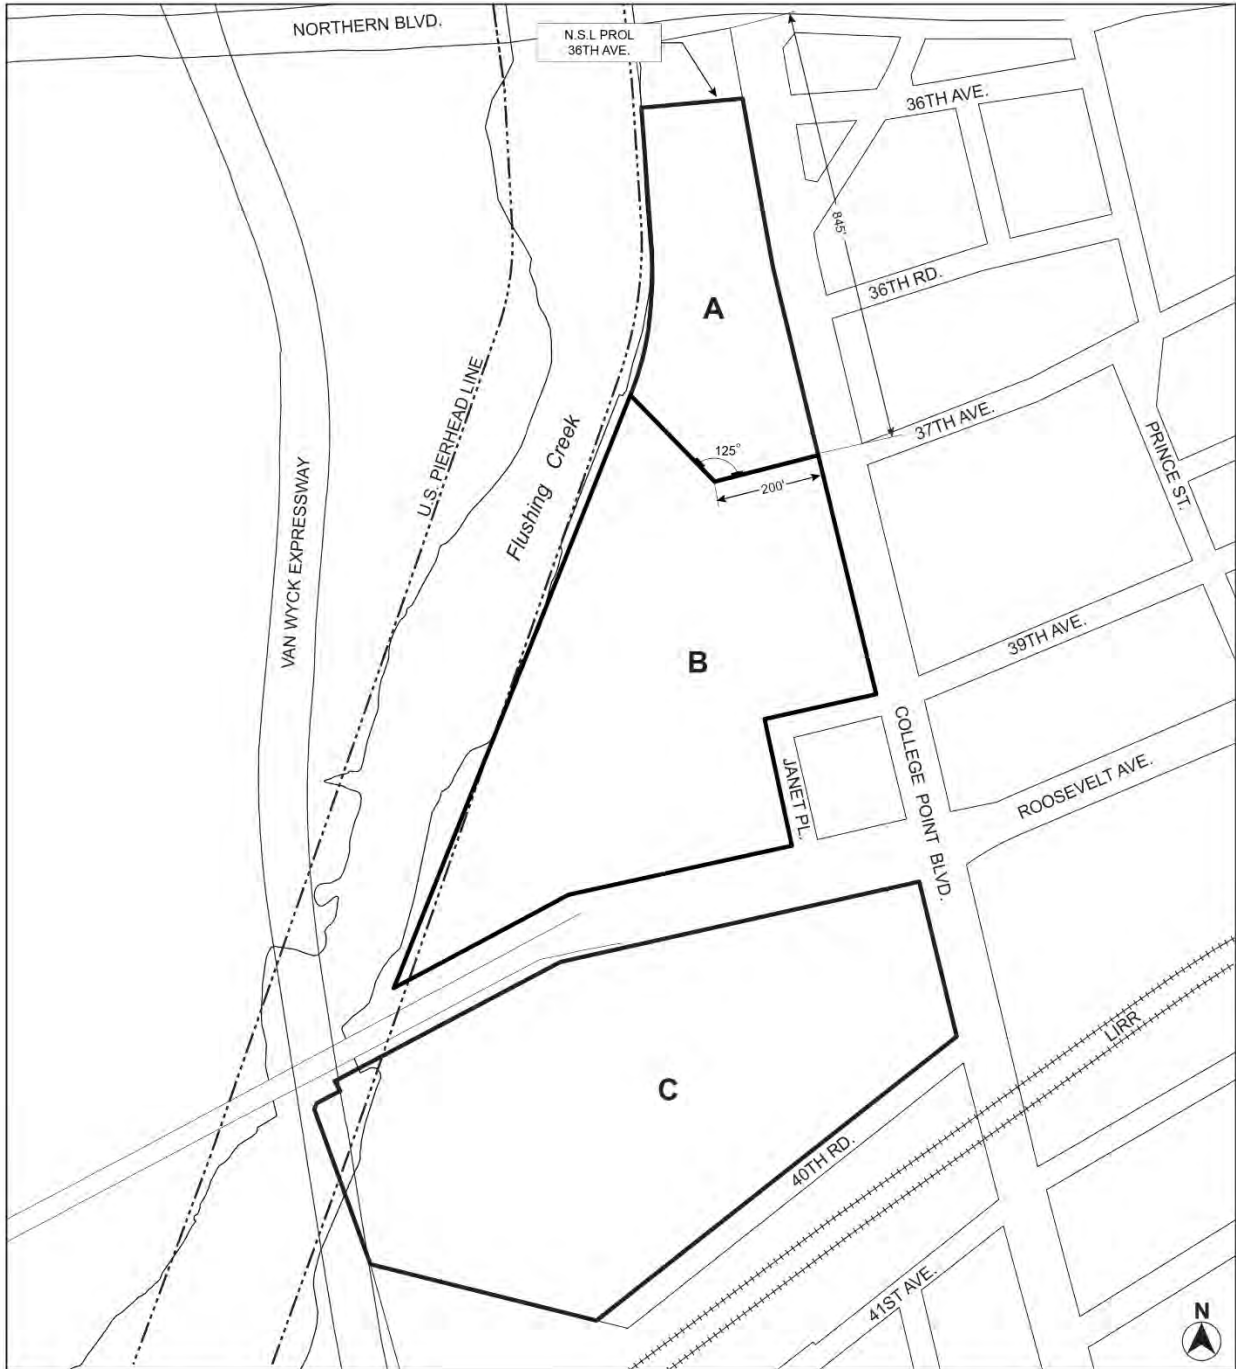 NORTHERN BLVD.
N.S.L PROL
36TH AVE.
36TH AVE.
845'
36TH RD.
A
U.S. PIERHEAD LINE
Flushing Creek
125°
200'
37TH AVE.
PRINCE ST.
VAN WYCK EXPRESSWAY
B
39TH AVE.
COLLEGE POINT BLVD.
JANET PL.
ROOSEVELT AVE.
LIRR
C
40TH RD.
41ST AVE.
N